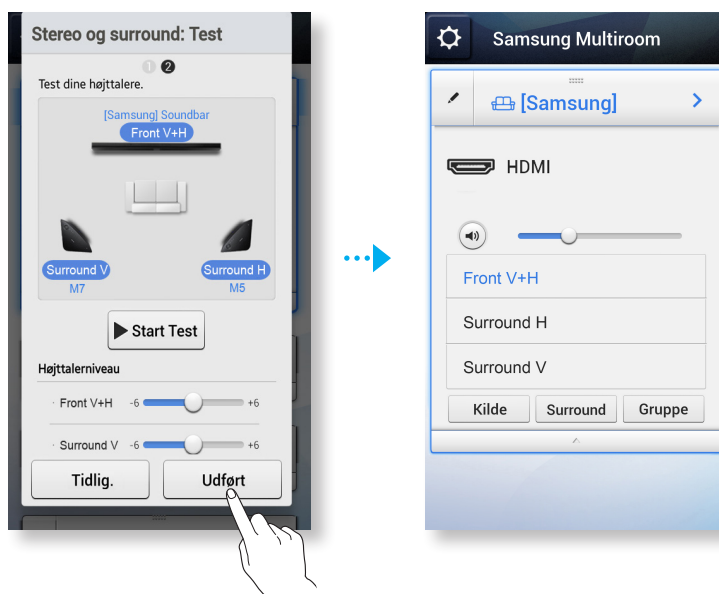 Stereo og surround: Test
1 2
Test dine højttalere.
[Samsung] Soundbar
Front V+H
Surround V
M7
Surround H
M5
Start Test
Højttalerniveau
· Front V+H -6 +6
· Surround V -6 +6
Tidlig. Udført
Samsung Multiroom
[Samsung]
HDMI
Front V+H
Surround H
Surround V
Kilde Surround Gruppe